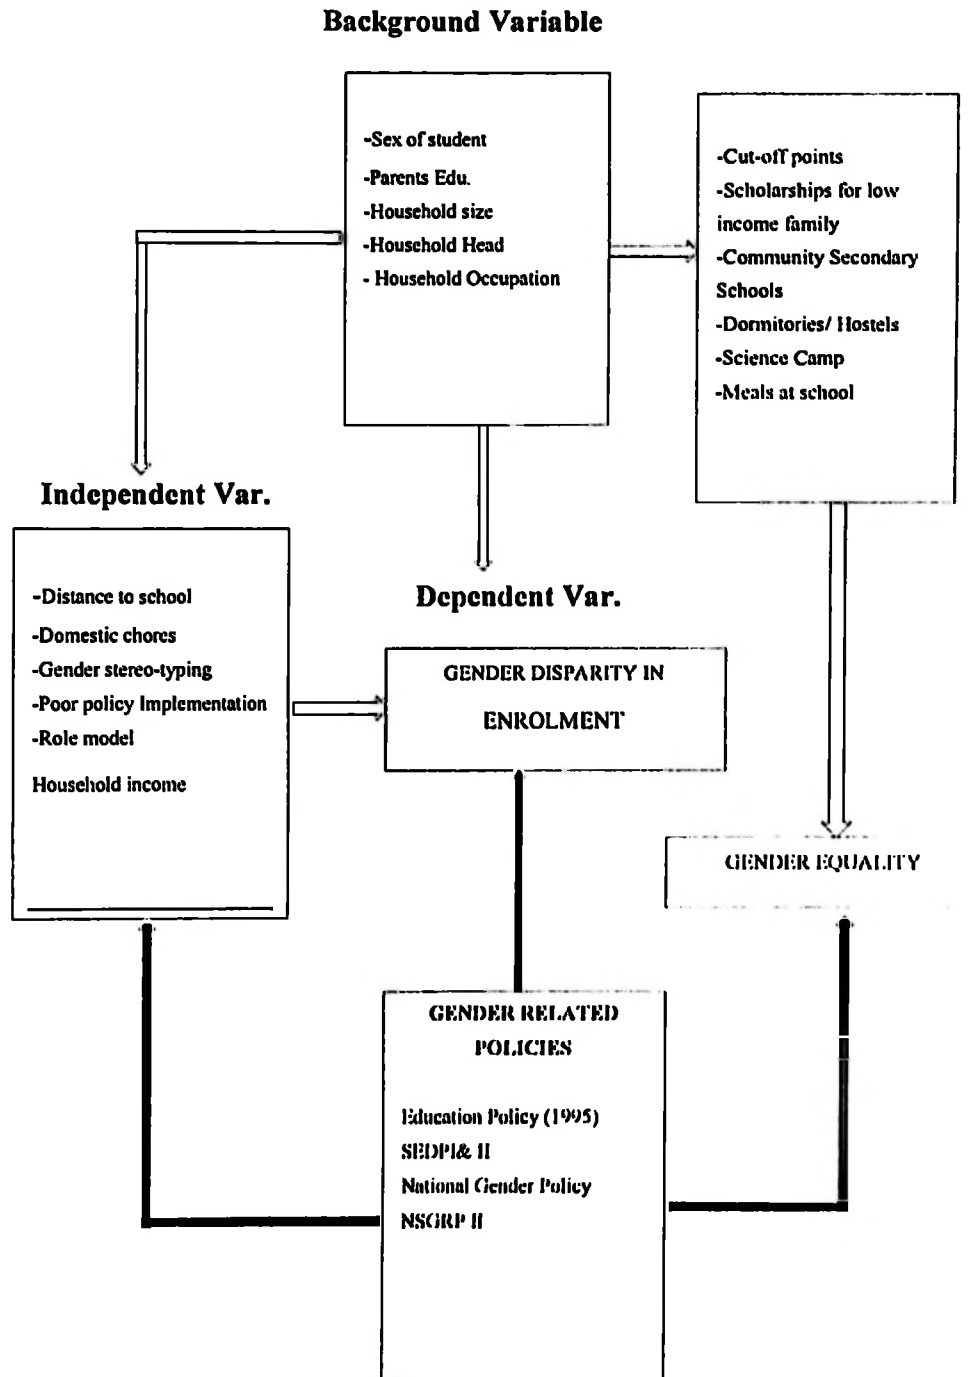 Background Variable
-Sex of student
-Parents Edu.
-Household size
-Household Head
- Household Occupation
-Cut-off points
-Scholarships for low
income family
-Community Secondary
Schools
-Dormitories/ Hostels
-Science Camp
-Meals at school
Independent Var.
-Distance to school
-Domestic chores
-Gender stereo-typing
-Poor policy Implementation
-Role model
Household income
Dependent Var.
GENDER DISPARITY IN
ENROLMENT
GENDER EQUALITY
GENDER RELATED
POLICIES
Education Policy (1995)
SEDPI& II
National Gender Policy
NSGRP II